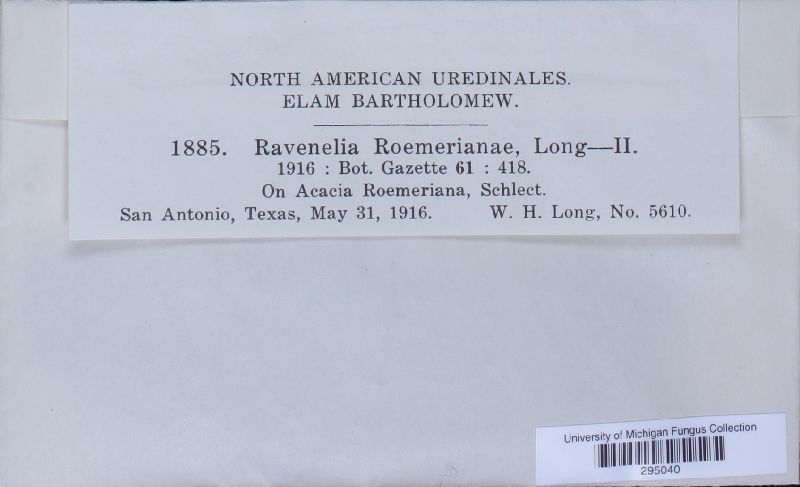 NORTH AMERICAN UREDINALES.
ELAM BARTHOLOMEW.
1885. Ravenelia Roemerianae, Long—II.
1916 : Bot. Gazette 61 : 418.
On Acacia Roemeriana, Schlect.
San Antonio, Texas, May 31, 1916. W. H. Long, No. 5610.
University of Michigan Fungus Collection
295040